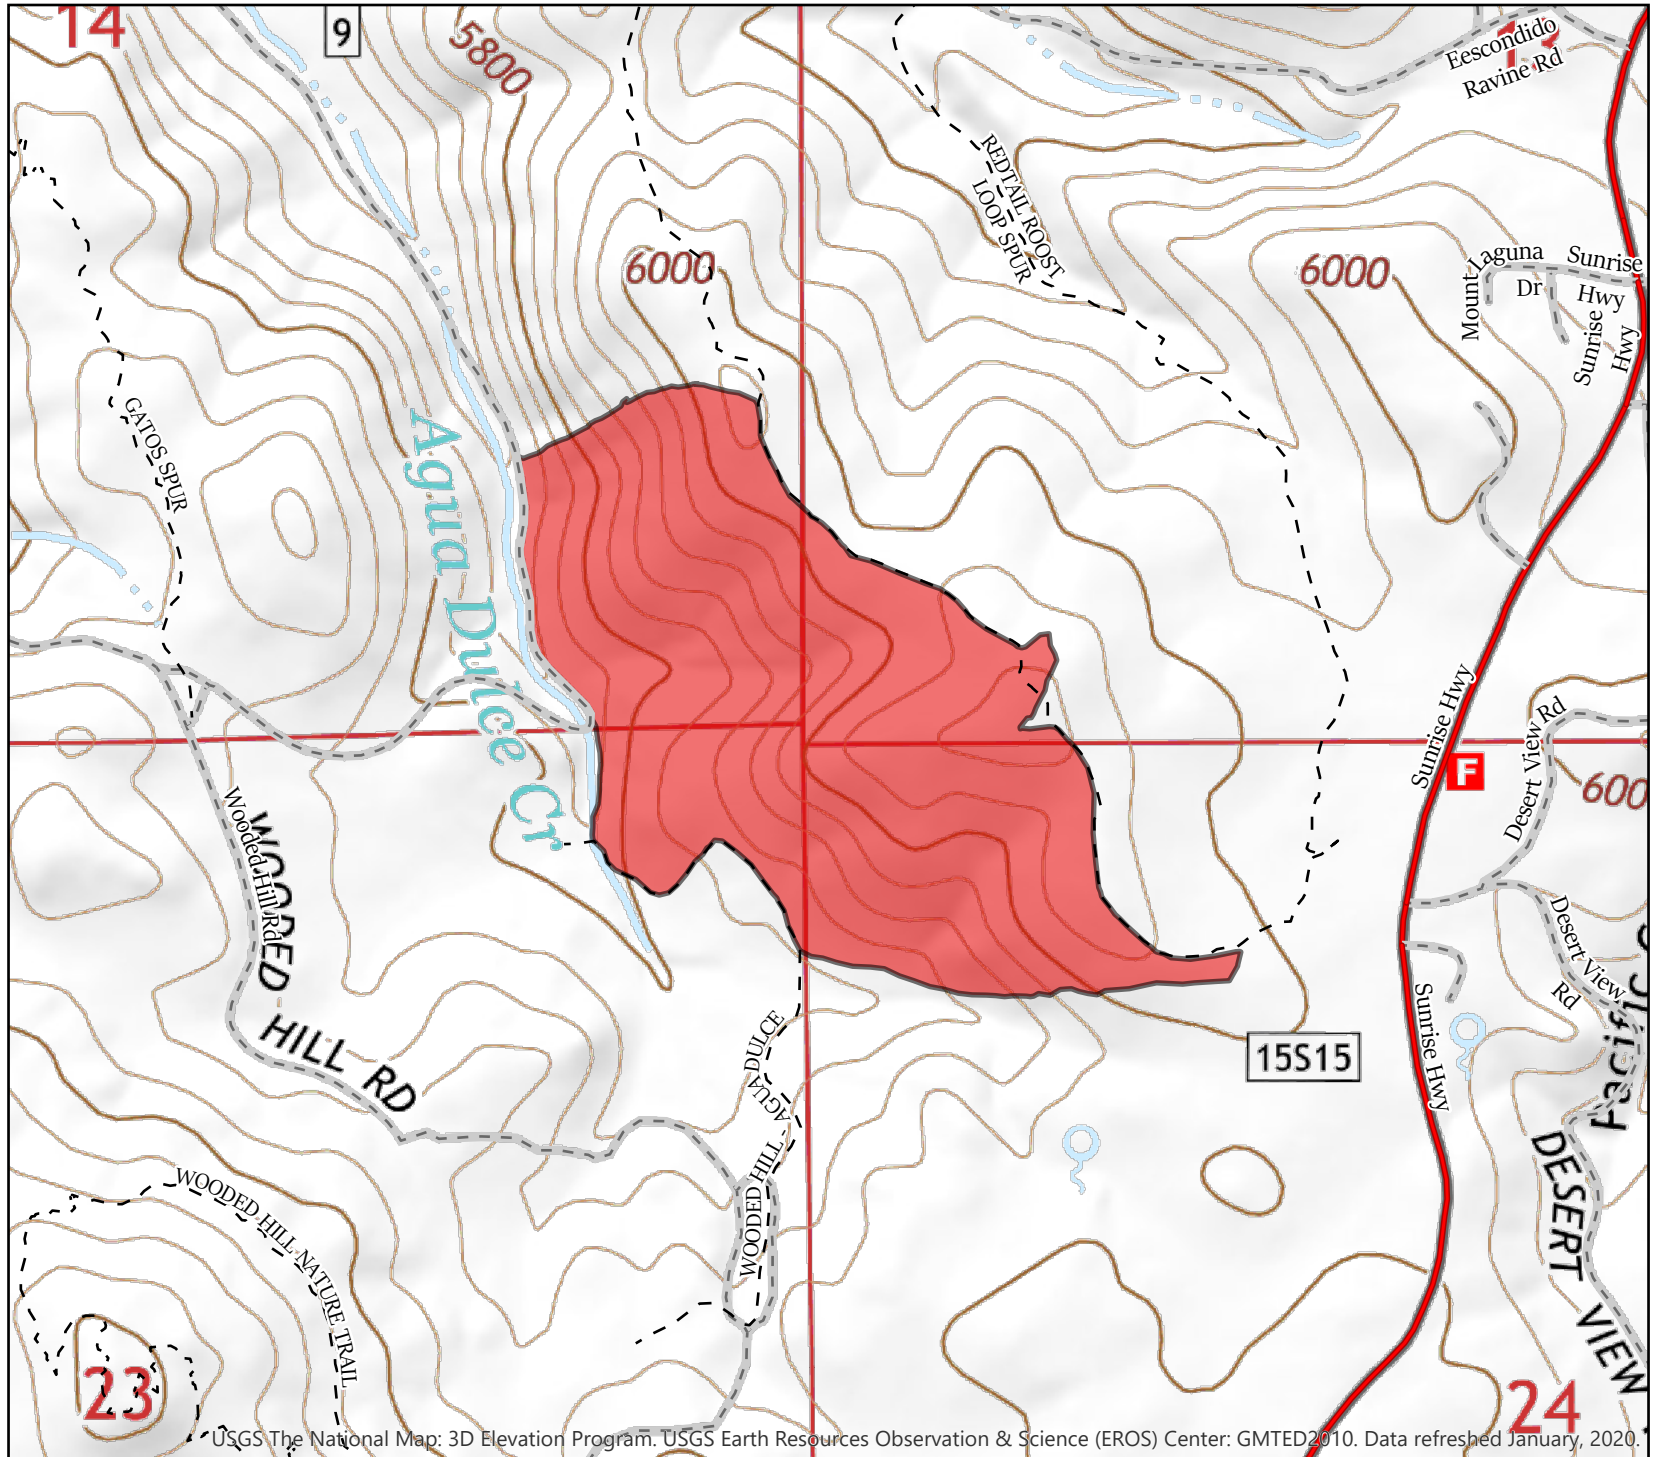 14
9
5800
Eescondido
Ravine Rd
REDTAIL ROOST
LOOP SPUR
6000
6000
Mount Laguna
Dr
Sunrise
Hwy
Sunrise
Hwy
GATOS SPUR
Agua Dulce Cr
Sunrise Hwy
F
Desert View Rd
600
Wooded Hill Rd
WOODED
HILL RD
Desert View
Rd
Sunrise Hwy
Pacific
15S15
AGUA DULCE
WOODED HILL
WOODED HILL NATURE TRAIL
DESERT
VIEW
23
24
USGS The National Map: 3D Elevation Program. USGS Earth Resources Observation & Science (EROS) Center: GMTED2010. Data refreshed January, 2020.